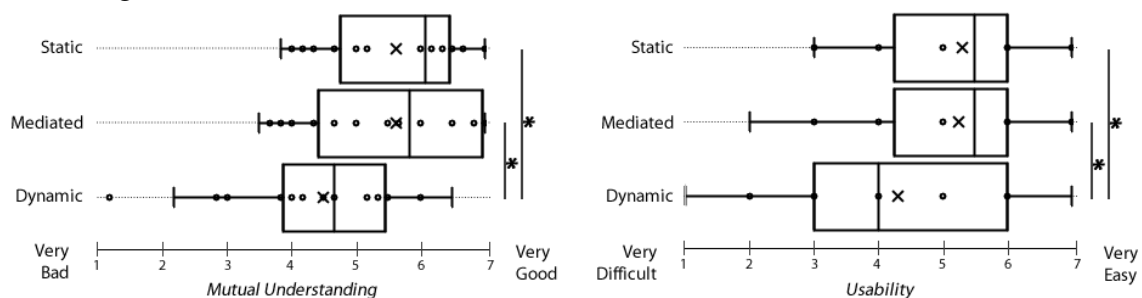 Static
Mediated
Dynamic
*
*
Very Bad
1 2 3 4 5 6 7
Very Good
Mutual Understanding
Static
Mediated
Dynamic
*
*
Very Difficult
1 2 3 4 5 6 7
Very Easy
Usability